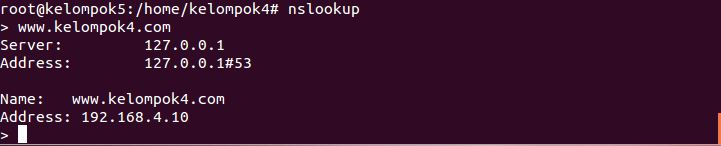 root@kelompok5:/home/kelompok4# nslookup
> www.kelompok4.com
Server:         127.0.0.1
Address:        127.0.0.1#53
Name:   www.kelompok4.com
Address: 192.168.4.10
>